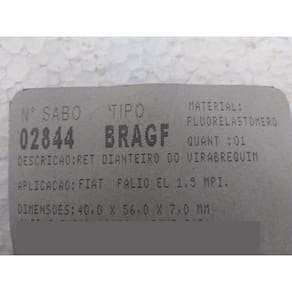 Nº SABO TIPO MATERIAL:
02844 BRAGF FLUORELASTOMERO
QUANT :01
DESCRICAO:RET DIANTEIRO DO VIRABREQUIM
APLICACAO:FIAT PALIO EL 1.5 MPI.
DIMENSOES:40,0 X 56,0 X 7,0 MM